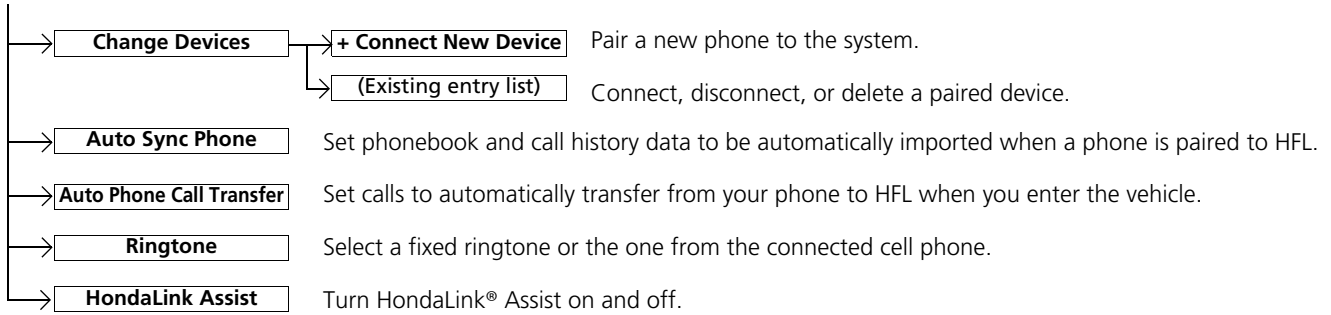 Change Devices
+ Connect New Device
Pair a new phone to the system.
(Existing entry list)
Connect, disconnect, or delete a paired device.
Auto Sync Phone
Set phonebook and call history data to be automatically imported when a phone is paired to HFL.
Auto Phone Call Transfer
Set calls to automatically transfer from your phone to HFL when you enter the vehicle.
Ringtone
Select a fixed ringtone or the one from the connected cell phone.
HondaLink Assist
Turn HondaLink® Assist on and off.